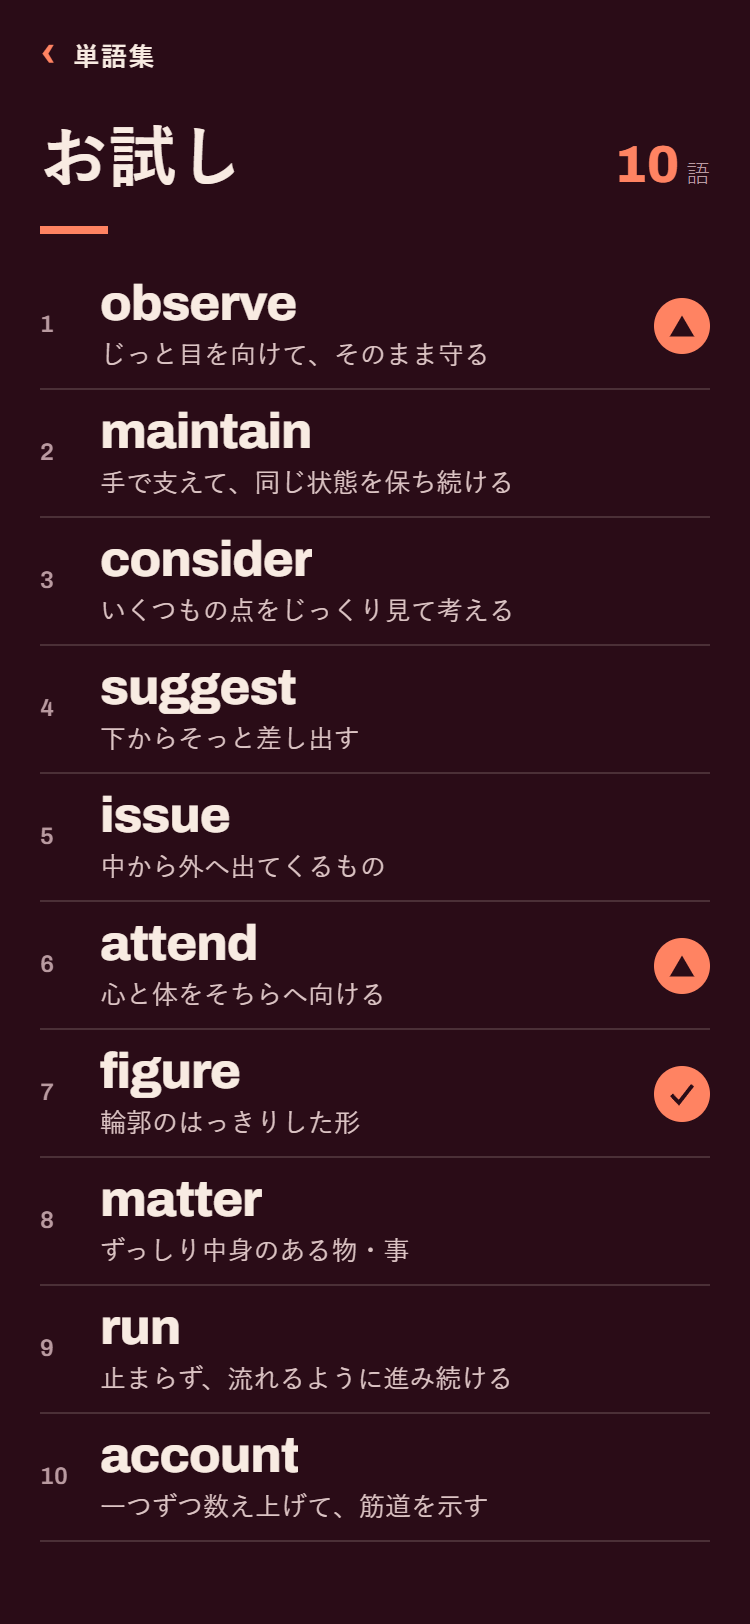 単語集
お試し
10 語
1
observe
じっと目を向けて、そのまま守る
2
maintain
手で支えて、同じ状態を保ち続ける
3
consider
いくつもの点をじっくり見て考える
4
suggest
下からそっと差し出す
5
issue
中から外へ出てくるもの
6
attend
心と体をそちらへ向ける
7
figure
輪郭のはっきりした形
8
matter
ずっしり中身のある物・事
9
run
止まらず、流れるように進み続ける
10
account
一つずつ数え上げて、筋道を示す